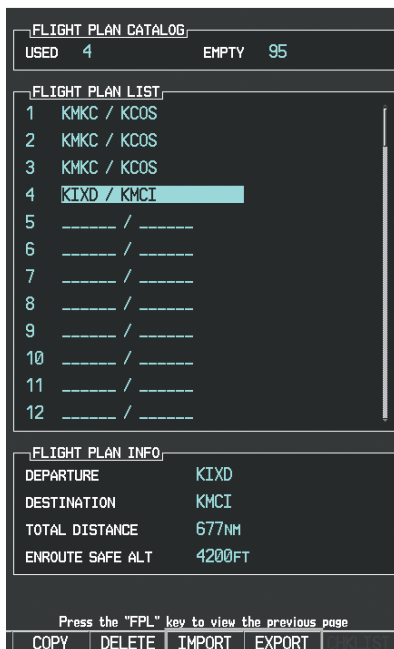 FLIGHT PLAN CATALOG
USED 4 EMPTY 95
FLIGHT PLAN LIST
1 KMKC / KCOS
2 KMKC / KCOS
3 KMKC / KCOS
4 KIXD / KMCI
5 ______ / ______
6 ______ / ______
7 ______ / ______
8 ______ / ______
9 ______ / ______
10 ______ / ______
11 ______ / ______
12 ______ / ______
FLIGHT PLAN INFO
DEPARTURE KIXD
DESTINATION KMCI
TOTAL DISTANCE 677NM
ENROUTE SAFE ALT 4200FT
Press the "FPL" key to view the previous page
COPY DELETE IMPORT EXPORT CHKLIST